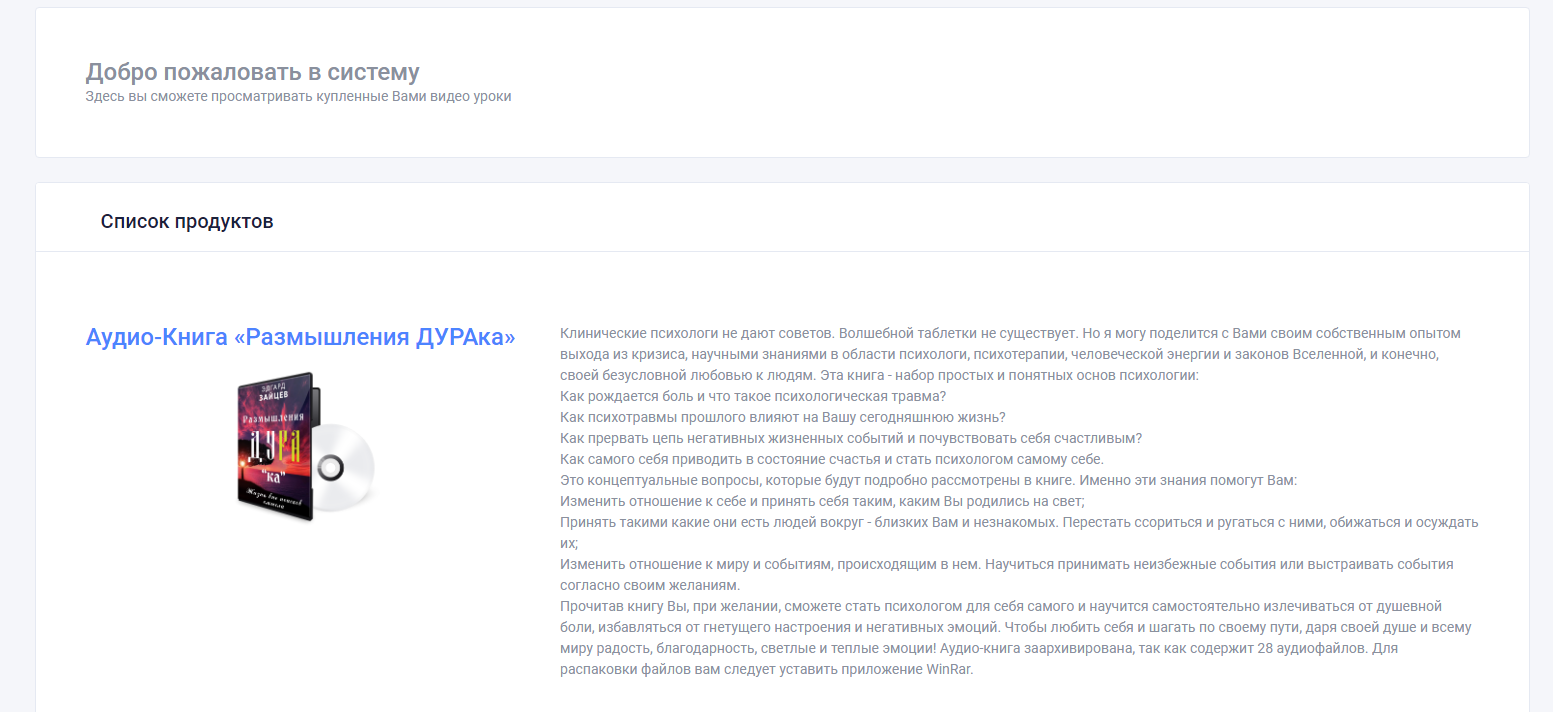 Добро пожаловать в систему
Здесь вы сможете просматривать купленные Вами видео уроки
Список продуктов
Аудио-Книга «Размышления ДУРАка»
ЭДГАРД
ЗАЙЦЕВ
Размышления
ДУРА
"ка"
Жизнь вне поисков
смысла
Клинические психологи не дают советов. Волшебной таблетки не существует. Но я могу поделится с Вами своим собственным опытом
выхода из кризиса, научными знаниями в области психологи, психотерапии, человеческой энергии и законов Вселенной, и конечно,
своей безусловной любовью к людям. Эта книга - набор простых и понятных основ психологии:
Как рождается боль и что такое психологическая травма?
Как психотравмы прошлого влияют на Вашу сегодняшнюю жизнь?
Как прервать цепь негативных жизненных событий и почувствовать себя счастливым?
Как самого себя приводить в состояние счастья и стать психологом самому себе.
Это концептуальные вопросы, которые будут подробно рассмотрены в книге. Именно эти знания помогут Вам:
Изменить отношение к себе и принять себя таким, каким Вы родились на свет;
Принять такими какие они есть людей вокруг - близких Вам и незнакомых. Перестать ссориться и ругаться с ними, обижаться и осуждать
их;
Изменить отношение к миру и событиям, происходящим в нем. Научиться принимать неизбежные события или выстраивать события
согласно своим желаниям.
Прочитав книгу Вы, при желании, сможете стать психологом для себя самого и научится самостоятельно излечиваться от душевной
боли, избавляться от гнетущего настроения и негативных эмоций. Чтобы любить себя и шагать по своему пути, даря своей душе и всему
миру радость, благодарность, светлые и теплые эмоции! Аудио-книга заархивирована, так как содержит 28 аудиофайлов. Для
распаковки файлов вам следует уставить приложение WinRar.